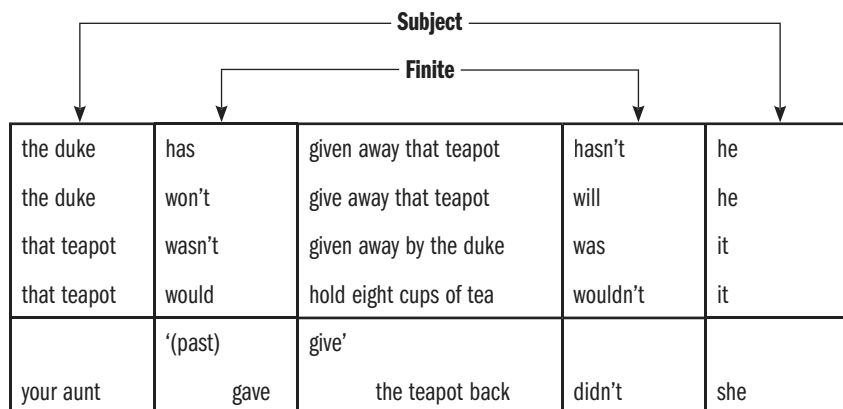 Subject
Finite
the duke has given away that teapot hasn't he
the duke won't give away that teapot will he
that teapot wasn't given away by the duke was it
that teapot would hold eight cups of tea wouldn't it
‘(past) give’
your aunt gave the teapot back didn't she